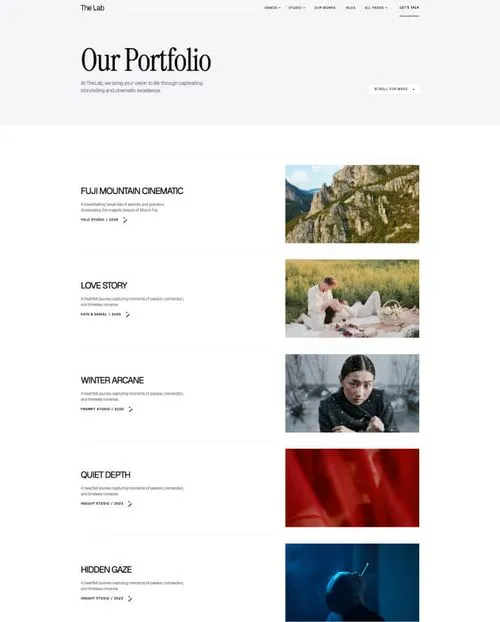 The Lab
DEMOS STUDIO OUR WORKS BLOG ALL PAGES LET'S TALK
Our Portfolio
At The Lab, we bring your vision to life through captivating
storytelling and cinematic excellence.
SCROLL OUR WORK
FUJI MOUNTAIN CINEMATIC
A breathtaking visual tale of serenity and grandeur,
showcasing the majestic beauty of Mount Fuji.
FUJI STUDIO / 2025
LOVE STORY
A heartfelt journey capturing moments of passion, connection,
and timeless romance.
KATE & DANIEL / 2025
WINTER ARCANE
A heartfelt journey capturing moments of passion, connection,
and timeless romance.
PROMPT STUDIO / 2025
QUIET DEPTH
A heartfelt journey capturing moments of passion, connection,
and timeless romance.
INSIGHT STUDIO / 2023
HIDDEN GAZE
A heartfelt journey capturing moments of passion, connection,
and timeless romance.
INSIGHT STUDIO / 2023